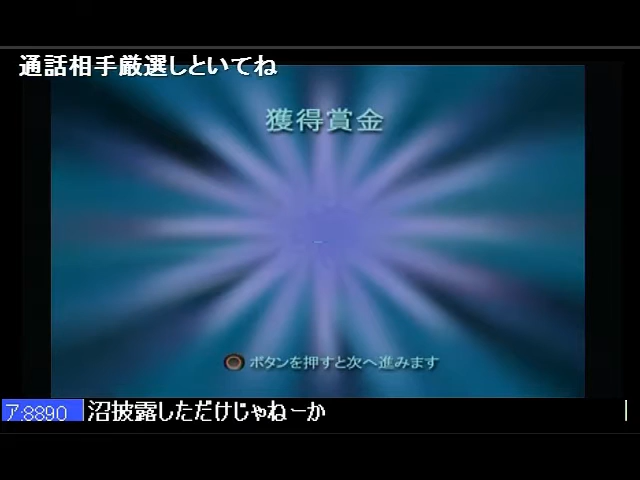 通話相手厳選しといてね
獲得賞金
ボタンを押すと次へ進みます
ア:8890 沼披露しただけじゃねーか